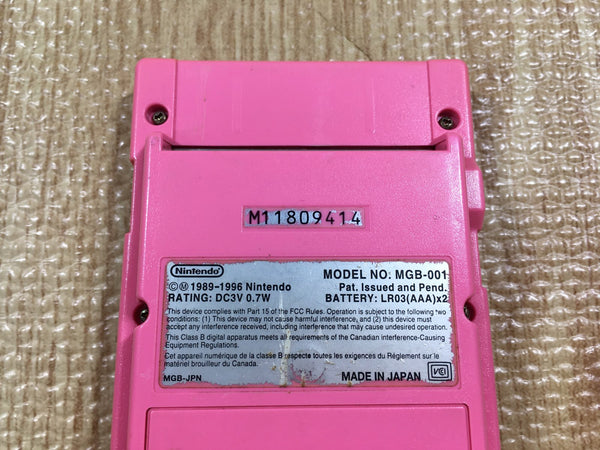 M11809414
Nintendo
©Ⓜ 1989-1996 Nintendo
RATING: DC3V 0.7W
MODEL NO. MGB-001
Pat. Issued and Pend.
BATTERY: LR03(AAA)x2
This device complies with Part 15 of the FCC Rules. Operation is subject to the following two
conditions: (1) This device may not cause harmful interference, and (2) this device must
accept any interference received, including interference that may cause undesired operation.
This Class B digital apparatus meets all requirements of the Canadian Interference-Causing
Equipment Regulations.
Cet appareil numérique de la classe B respecte toutes les exigences du Réglement sur le
matériel brouilleur du Canada.
MGB-JPN
MADE IN JAPAN